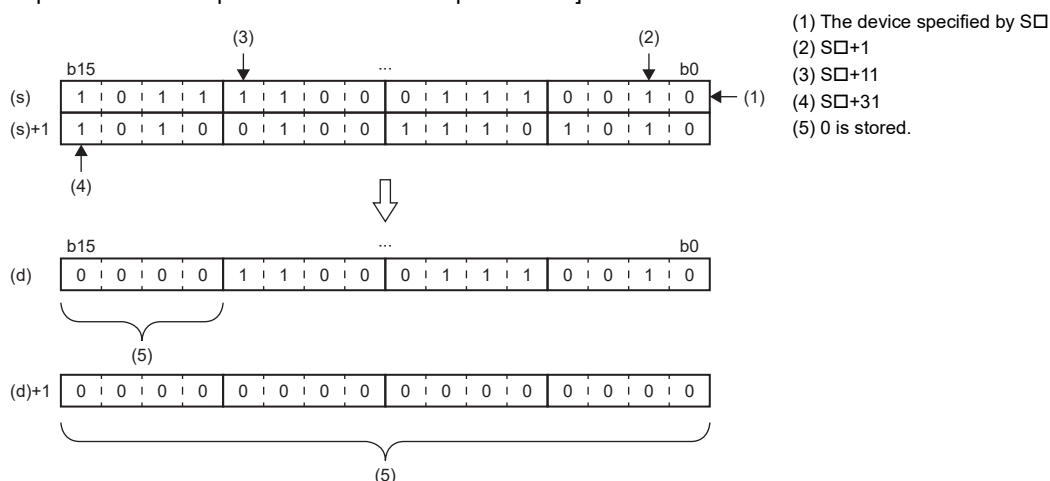 (1) The device specified by S□
(2) S□+1
(3) S□+11
(4) S□+31
(5) 0 is stored.
(3) (2)
b15 ... b0
(s) 1 0 1 1 1 1 0 0 0 1 1 1 0 0 1 0 (1)
(s)+1 1 0 1 0 0 1 0 0 1 1 1 0 1 0 1 0
(4)
b15 ... b0
(d) 0 0 0 0 1 1 0 0 0 1 1 1 0 0 1 0
(5)
(d)+1 0 0 0 0 0 0 0 0 0 0 0 0 0 0 0 0
(5)